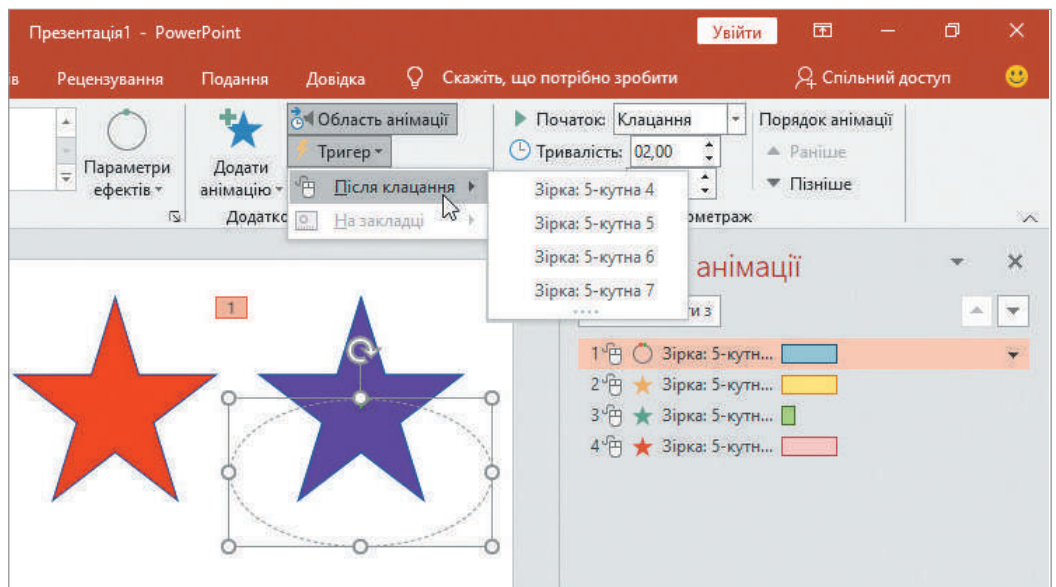 Презентація1 - PowerPoint
Увійти
в Рецензування Подання Довідка Скажіть, що потрібно зробити Спільний доступ
Параметри ефектів
Додати анімацію
Область анімації
Тригер
Після клацання
На закладці
Зірка: 5-кутна 4
Зірка: 5-кутна 5
Зірка: 5-кутна 6
Зірка: 5-кутна 7
Початок: Клацання
Тривалість: 02,00
Порядок анімації
Раніше
Пізніше
Додатко
ометраж
анімації
ти з
1
1 Зірка: 5-кутн...
2 Зірка: 5-кутн...
3 Зірка: 5-кутн...
4 Зірка: 5-кутн...